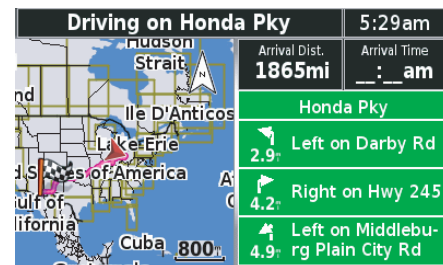 Driving on Honda Pky
5:29am
Hudson
Strait
N
nd
Ile D'Anticos
Lake Erie
of America
ulf of
lifornia
Cuba
800
Arrival Dist.
1865mi
Arrival Time
__:__am
Honda Pky
Left on Darby Rd
2.9
Right on Hwy 245
4.2
Left on Middlebu-
rg Plain City Rd
4.9